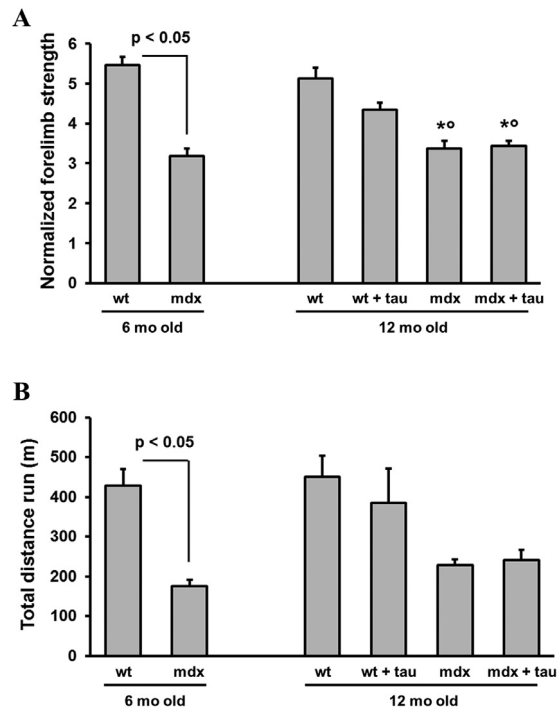 A
p < 0.05
Normalized forelimb strength
6
5
4
3
2
1
0
*° *°
wt mdx wt wt + tau mdx mdx + tau
6 mo old 12 mo old
B
p < 0.05
Total distance run (m)
600
500
400
300
200
100
0
wt mdx wt wt + tau mdx mdx + tau
6 mo old 12 mo old